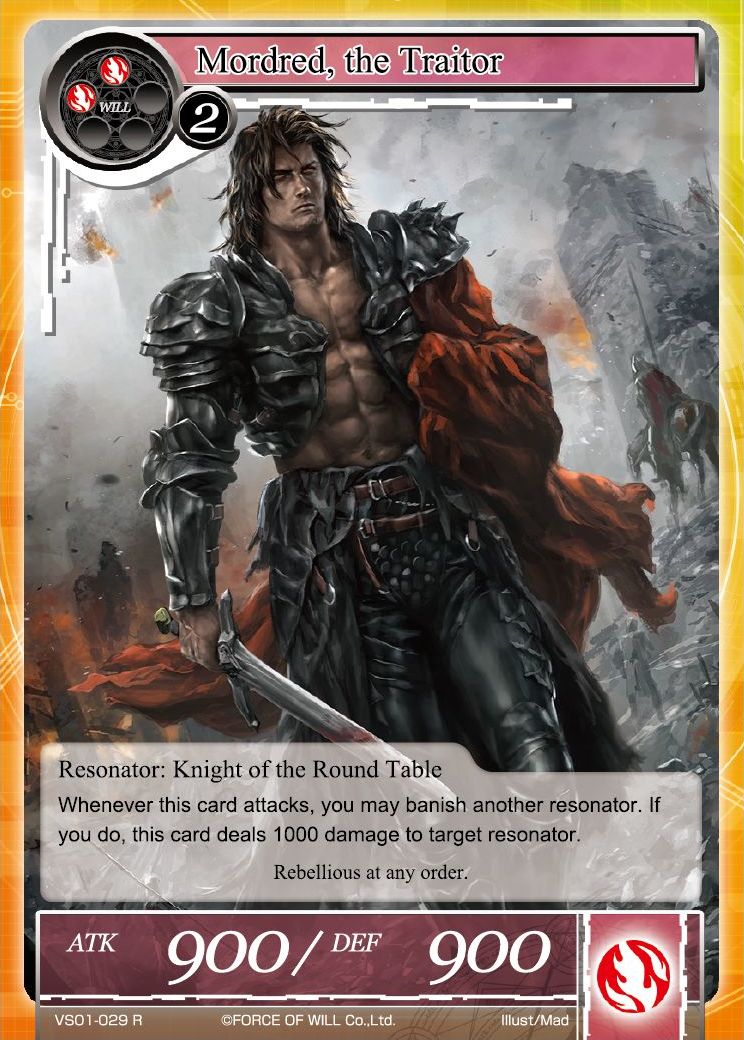 Mordred, the Traitor
WILL
2
Resonator: Knight of the Round Table
Whenever this card attacks, you may banish another resonator. If
you do, this card deals 1000 damage to target resonator.
Rebellious at any order.
ATK 900 / DEF 900
VS01-029 R ©FORCE OF WILL Co.,Ltd. Illust/Mad